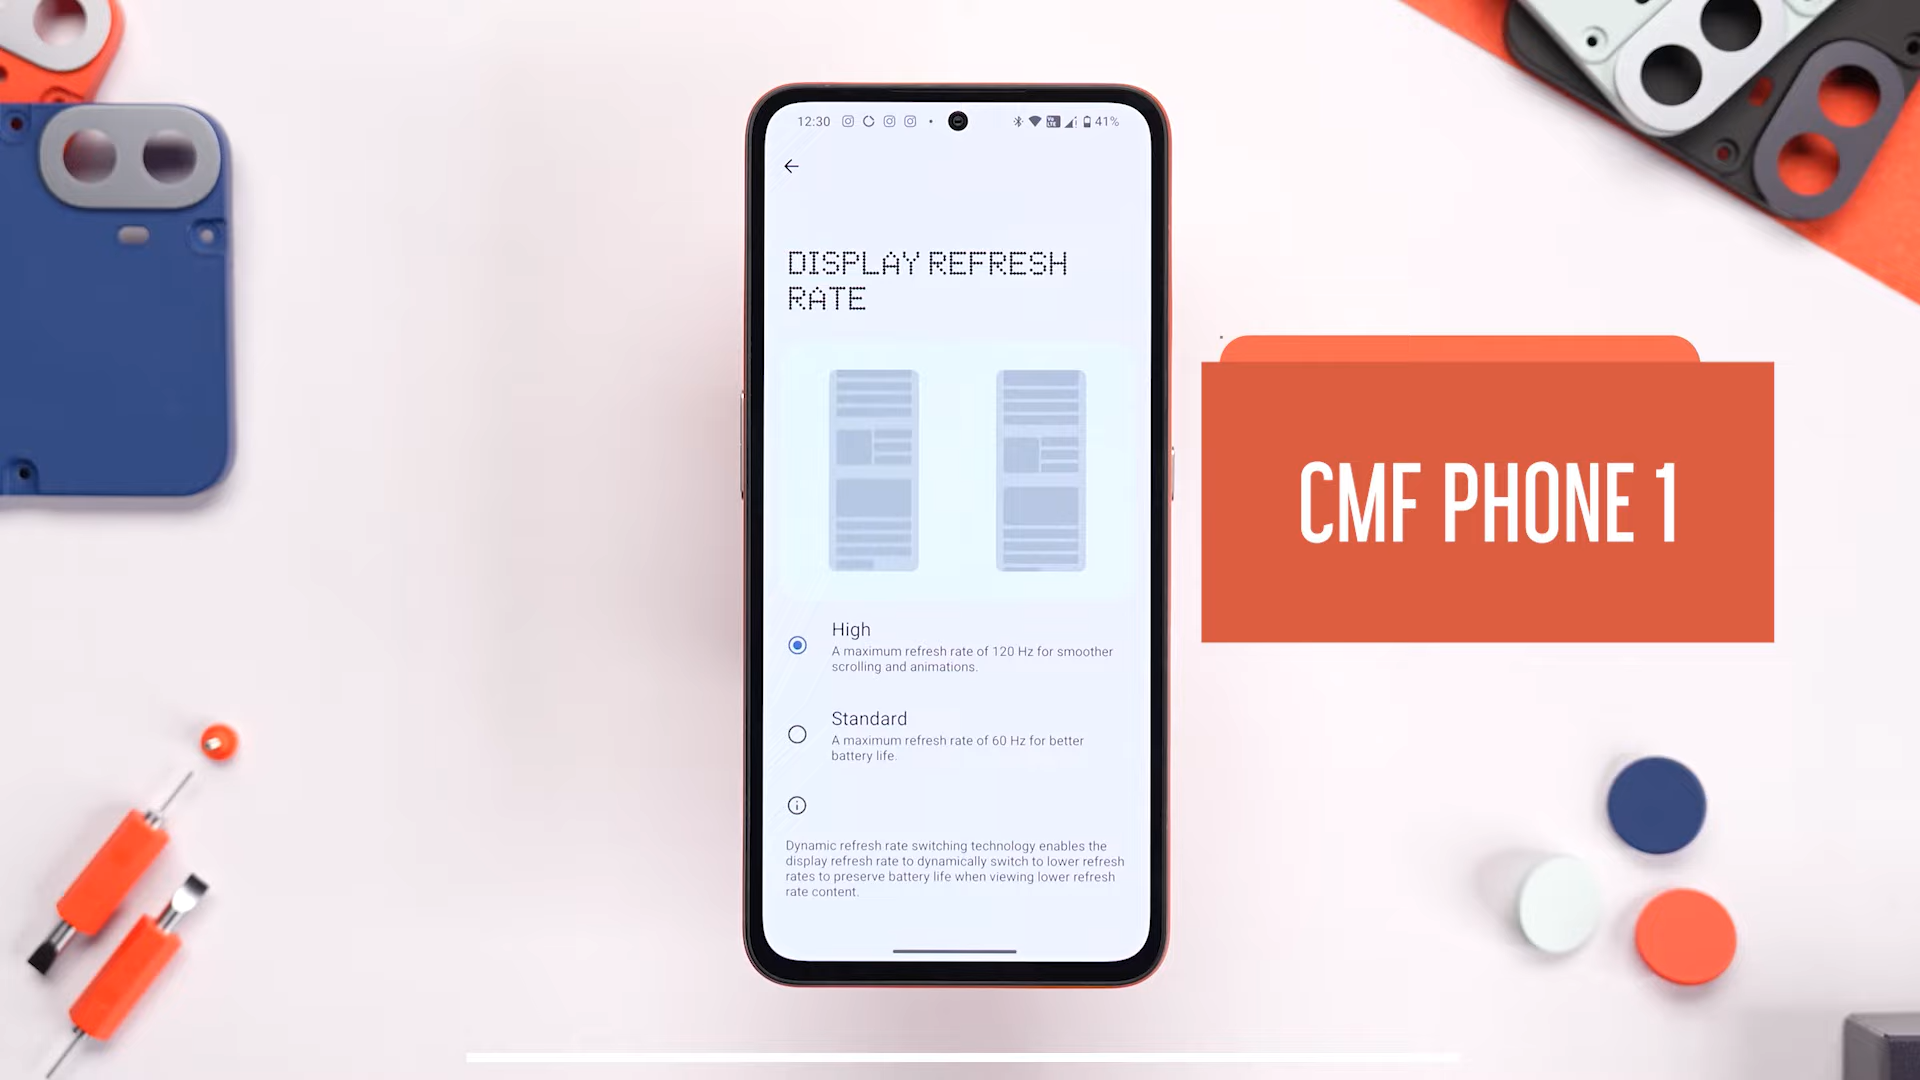 12:30
41%
DISPLAY REFRESH
RATE
High
A maximum refresh rate of 120 Hz for smoother
scrolling and animations.
Standard
A maximum refresh rate of 60 Hz for better
battery life.
Dynamic refresh rate switching technology enables the
display refresh rate to dynamically switch to lower refresh
rates to preserve battery life when viewing lower refresh
rate content.
CMF PHONE 1